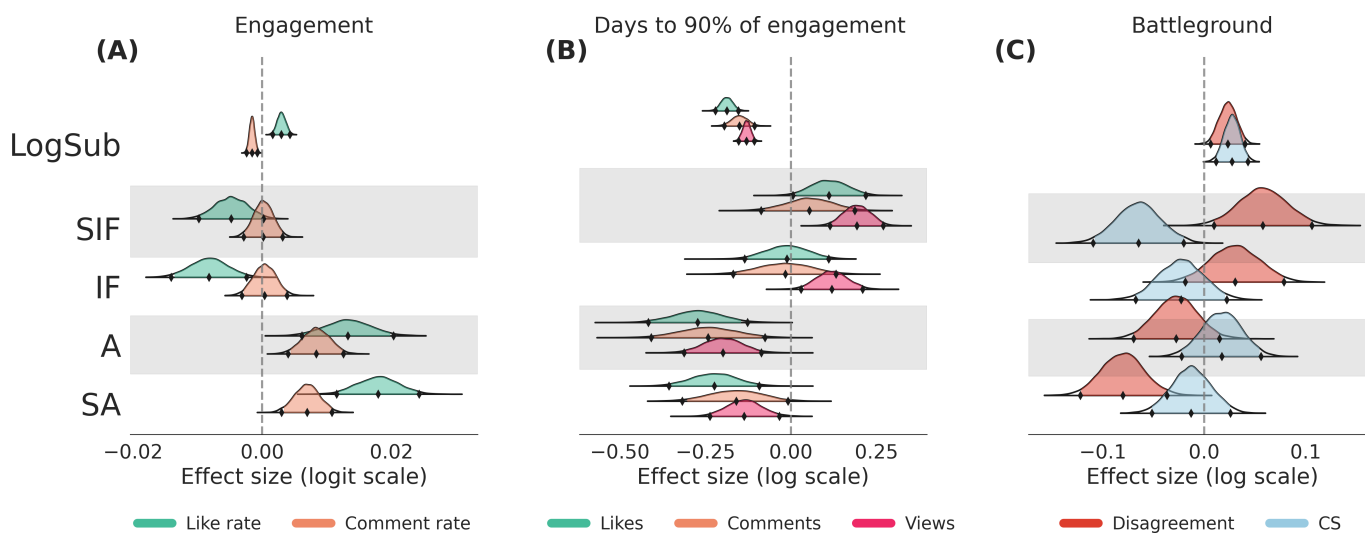 Engagement
Days to 90% of engagement
Battleground
(A)
(B)
(C)
LogSub
SIF
IF
A
SA
−0.02 0.00 0.02
−0.50 −0.25 0.00 0.25
−0.1 0.0 0.1
Effect size (logit scale)
Effect size (log scale)
Effect size (log scale)
Like rate Comment rate
Likes Comments Views
Disagreement CS